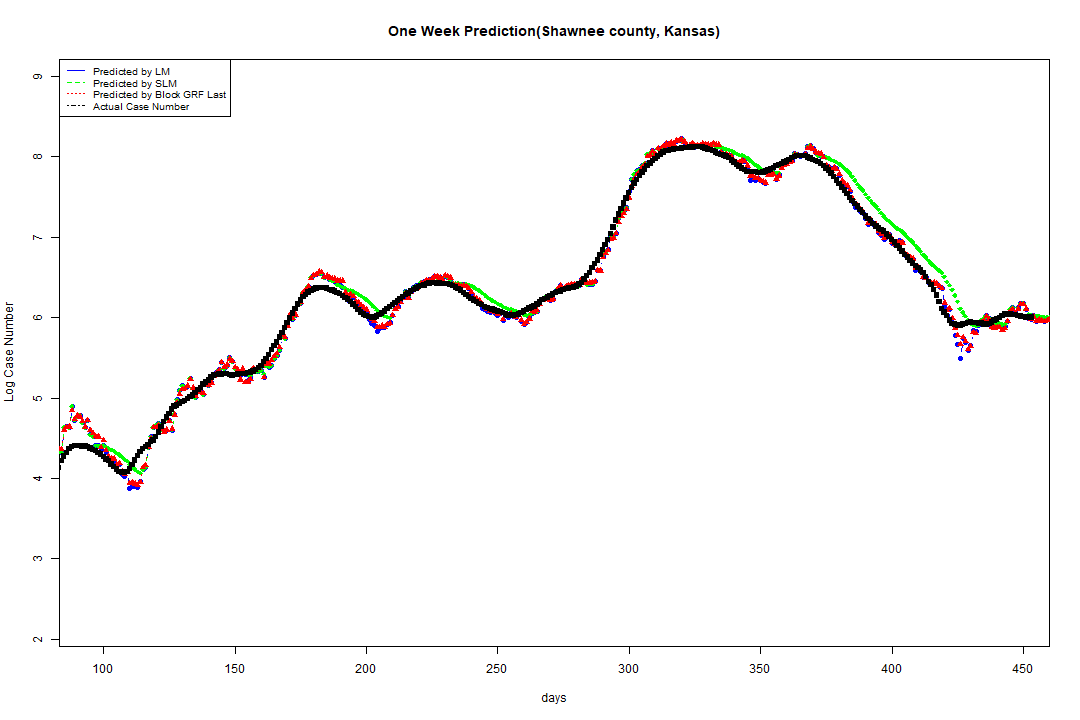 One Week Prediction(Shawnee county, Kansas)
Predicted by LM
Predicted by SLM
Predicted by Block GRF Last
Actual Case Number
Log Case Number
9
8
7
6
5
4
3
2
100 150 200 250 300 350 400 450
days